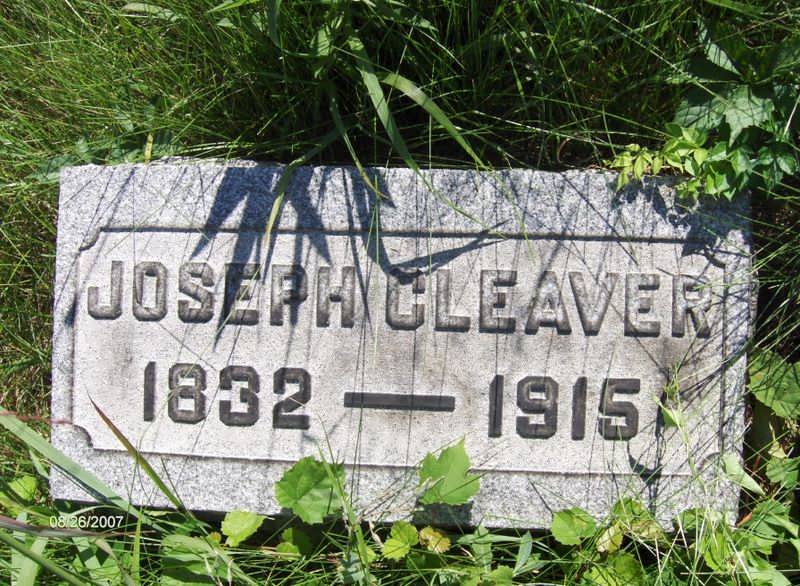 JOSEPH CLEAVER
1832 — 1915
08/26/2007